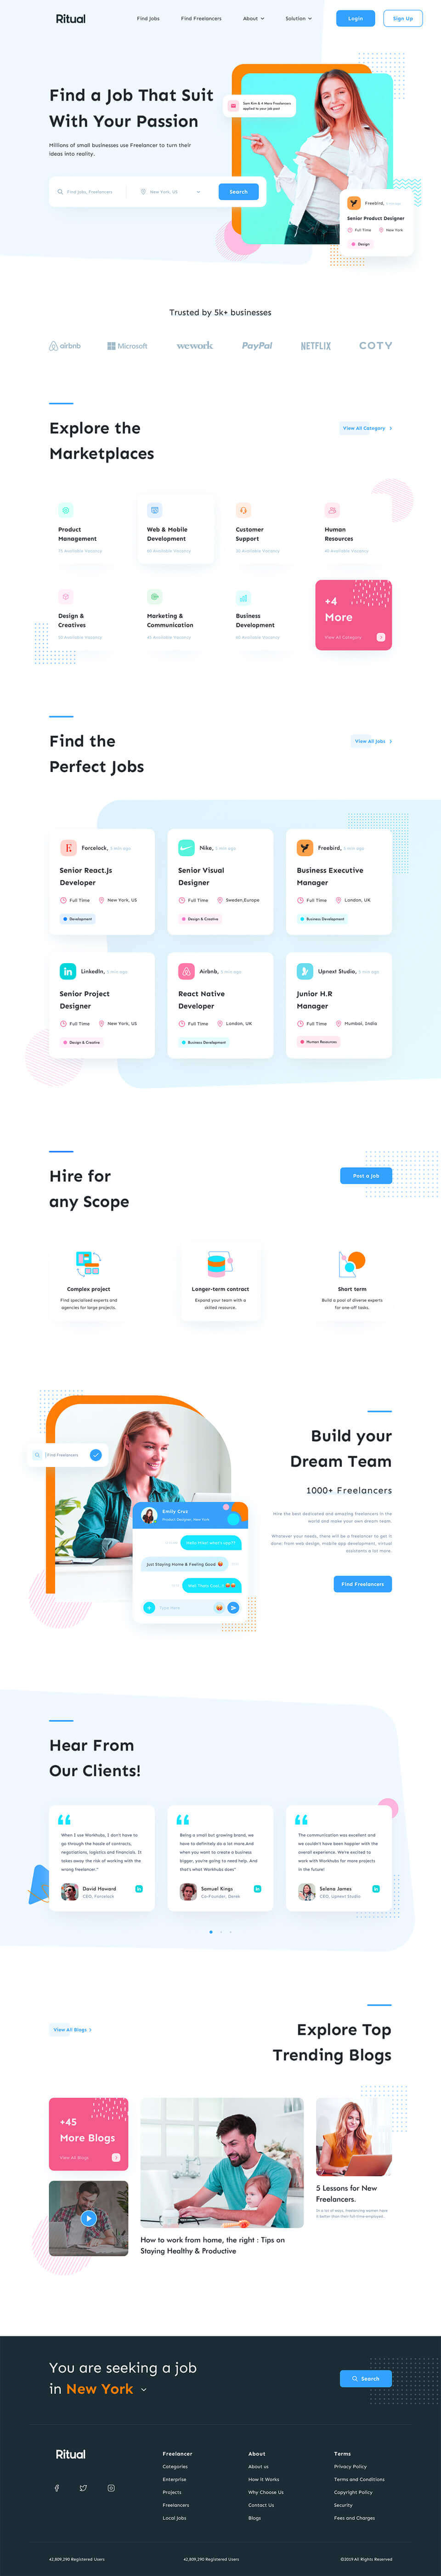 Ritual
Find Jobs
Find Freelancers
About
Solution
Login
Sign Up
Find a Job That Suit
With Your Passion
Millions of small businesses use Freelancer to turn their
ideas into reality.
Find Jobs, Freelancers
New York, US
Search
Sam Kim & 4 More Freelancers
applied to your job post
Freebird,
Senior Product Designer
Full Time
New York
Design
Trusted by 5k+ businesses
airbnb
Microsoft
wework
PayPal
NETFLIX
COTY
Explore the
Marketplaces
View All Category
Product
Management
Web & Mobile
Development
Customer
Support
Human
Resources
Design &
Creatives
Marketing &
Communication
Business
Development
+4
More
View All Category
Find the
Perfect Jobs
View All Jobs
Forcelock,
Senior React.Js
Developer
Full Time
New York, US
Development
Nike,
Senior Visual
Designer
Full Time
Sweden,Europe
Design & Creative
Freebird,
Business Executive
Manager
Full Time
London, UK
Business Development
LinkedIn,
Senior Project
Designer
Full Time
New York, US
Design & Creative
Airbnb,
React Native
Developer
Full Time
London, UK
Business Development
Upnext Studio,
Junior H.R
Manager
Full Time
Mumbai, India
Human Resources
Hire for
any Scope
Post a Job
Complex project
Find specialised experts and
agencies for large projects.
Longer-term contract
Expand your team with a
skilled resource.
Short term
Build a pool of diverse experts
for one-off tasks.
Find Freelancers
Emily Cruz
Product Designer, New York
Just Staying Home & Feeling Good
Build your
Dream Team
1000+ Freelancers
Hire the best dedicated and amazing freelancers in the
world and make your own dream team.
Whatever your needs, there will be a freelancer to get it
done: from web design, mobile app development, virtual
assistance a lot more.
Find Freelancers
Hear From
Our Clients!
When I use WorkHubs, I don't have to
go through the hassle of contracts,
negotiations, logistics and financials. It
takes away the risk of working with the
wrong freelancer."
David Howard
CEO, Forcelock
Being a small but growing brand, we
have to definitely do a lot more.And
when you want to create a business
bigger, you're going to need help. And
that's what WorkHubs does"
Samuel Kings
Co-Founder, Derek
The communication was excellent and
we couldn't have been happier with the
overall experience. We're excited to
work with WorkHubs for more projects
in the future!
Selena James
CEO, Upnext Studio
View All Blogs
Explore Top
Trending Blogs
+45
More Blogs
View All Blogs
How to work from home, the right : Tips on
Staying Healthy & Productive
5 Lessons for New
Freelancers.
You are seeking a job
in New York
Search
Ritual
Freelancer
Categories
Enterprise
Projects
Freelancers
Local Jobs
About
About us
How it Works
Why Choose Us
Contact Us
Blogs
Terms
Privacy Policy
Terms and Conditions
Copyright Policy
Security
Fees and Charges
42,809,290 Registered Users
42,809,290 Registered Users
©2019 All Rights Reserved